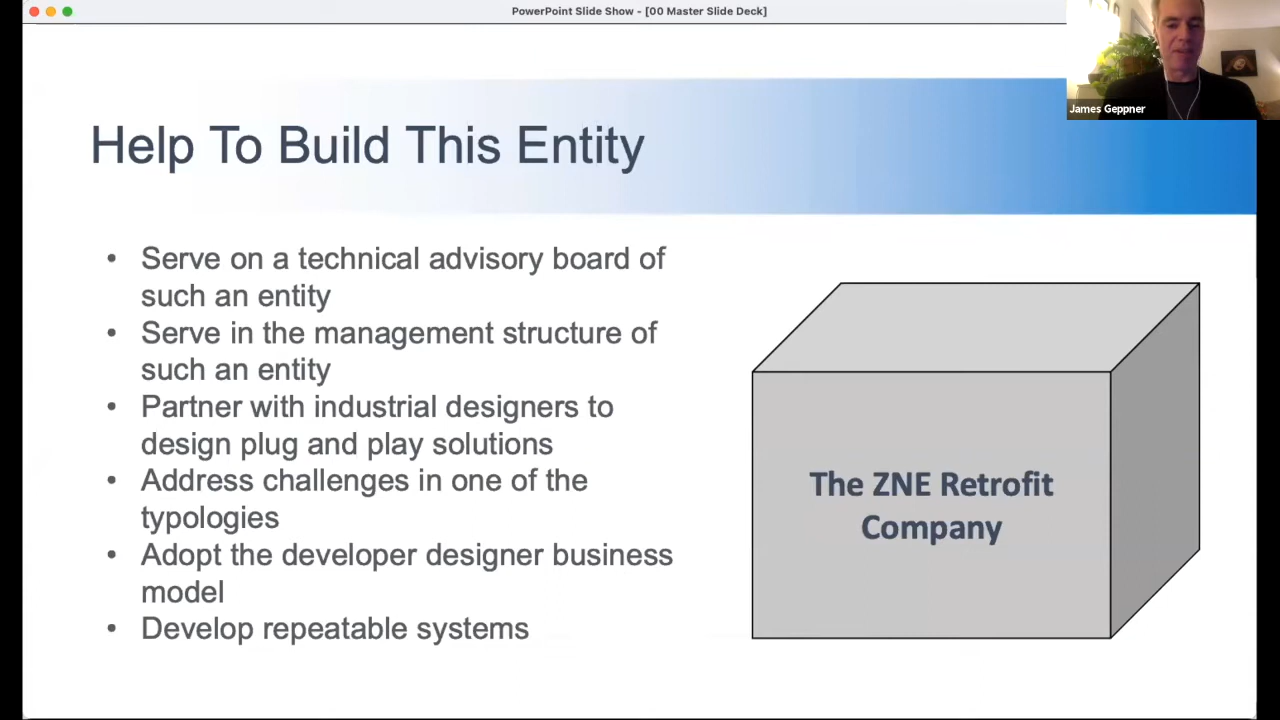 PowerPoint Slide Show - [00 Master Slide Deck]
James Geppner
Help To Build This Entity
• Serve on a technical advisory board of
such an entity
• Serve in the management structure of
such an entity
• Partner with industrial designers to
design plug and play solutions
• Address challenges in one of the
typologies
• Adopt the developer designer business
model
• Develop repeatable systems
The ZNE Retrofit
Company